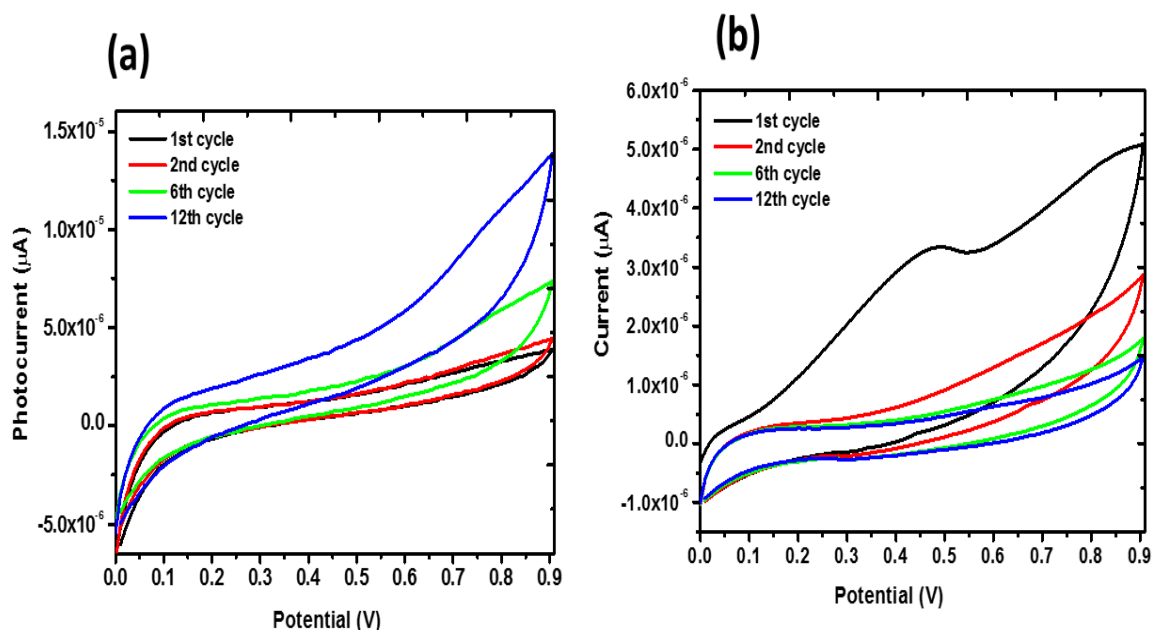 (a)
1.5x10⁻⁵
1.0x10⁻⁵
5.0x10⁻⁶
0.0
-5.0x10⁻⁶
Photocurrent (μA)
1st cycle
2nd cycle
6th cycle
12th cycle
0.0 0.1 0.2 0.3 0.4 0.5 0.6 0.7 0.8 0.9
Potential (V)
(b)
6.0x10⁻⁶
5.0x10⁻⁶
4.0x10⁻⁶
3.0x10⁻⁶
2.0x10⁻⁶
1.0x10⁻⁶
0.0
-1.0x10⁻⁶
Current (μA)
1st cycle
2nd cycle
6th cycle
12th cycle
0.0 0.1 0.2 0.3 0.4 0.5 0.6 0.7 0.8 0.9
Potential (V)